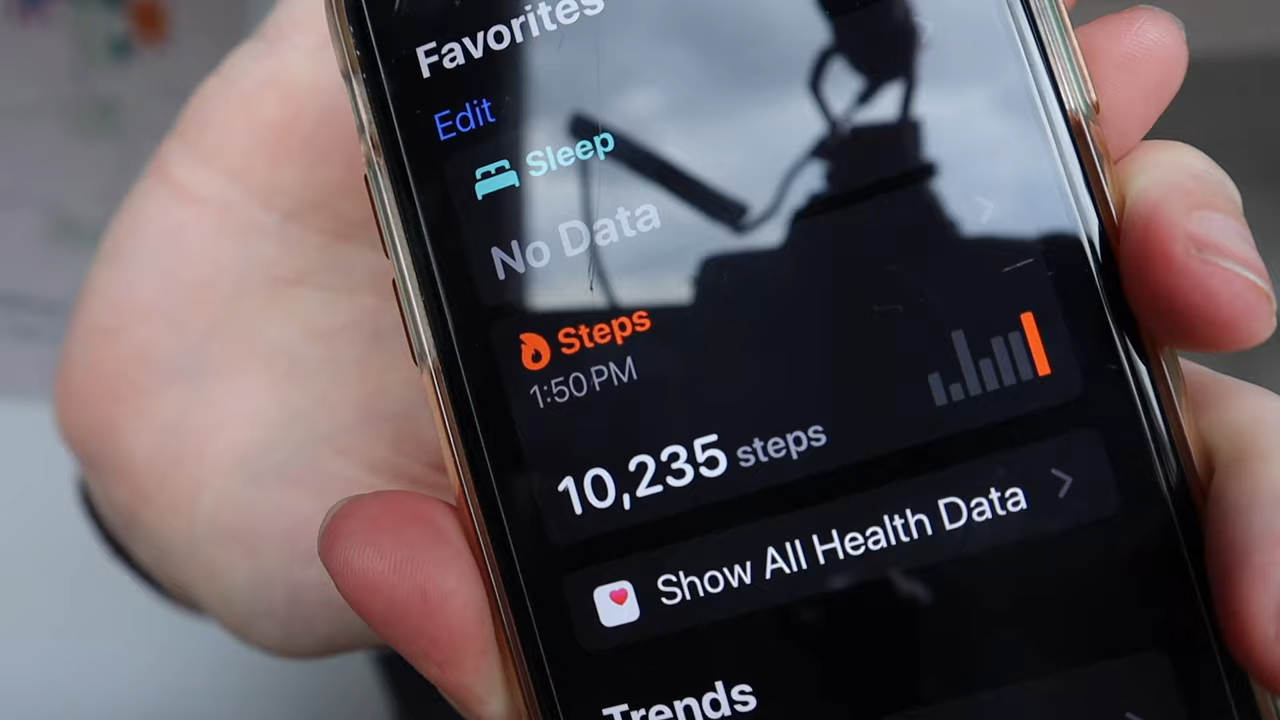 Favorites
Edit
Sleep
No Data
Steps
1:50 PM
10,235 steps
Show All Health Data
Trends